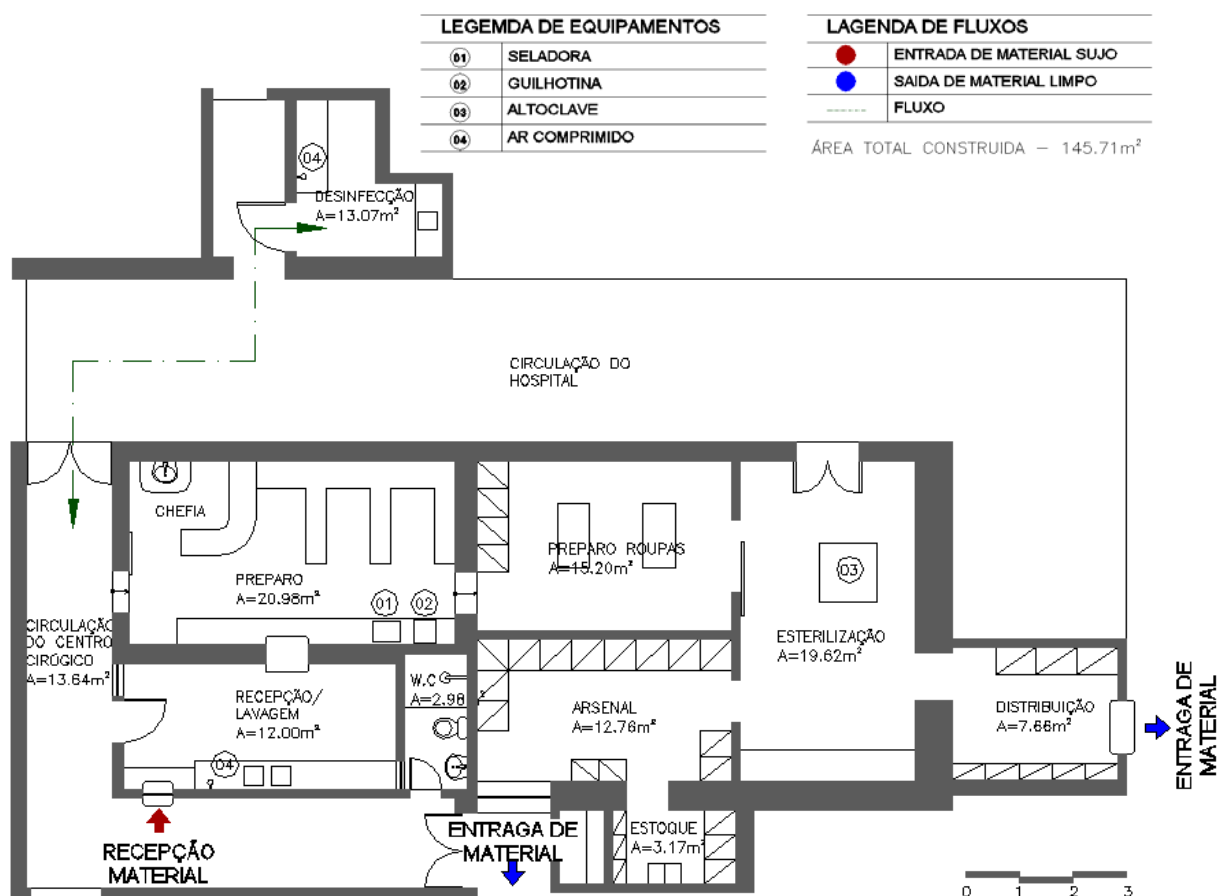 LEGEMDA DE EQUIPAMENTOS
01 SELADORA
02 GUILHOTINA
03 ALTOCLAVE
04 AR COMPRIMIDO
LAGENDA DE FLUXOS
ENTRADA DE MATERIAL SUJO
SAIDA DE MATERIAL LIMPO
FLUXO
ÁREA TOTAL CONSTRUIDA - 145.71m²
04
DESINFECÇÃO
A=13.07m²
CIRCULAÇÃO DO
HOSPITAL
CHEFIA
PREPARO
A=20.98m²
01
02
PREPARO ROUPAS
A=15.20m²
03
ESTERILIZAÇÃO
A=19.62m²
CIRCULAÇÃO
DO CENTRO
CIRÚGICO
A=13.64m²
RECEPÇÃO/
LAVAGEM
A=12.00m²
04
W.C
A=2.98
ARSENAL
A=12.76m²
DISTRIBUIÇÃO
A=7.66m²
ENTRAGA DE
MATERIAL
RECEPÇÃO
MATERIAL
ENTRAGA DE
MATERIAL
ESTOQUE
A=3.17m²
0 1 2 3